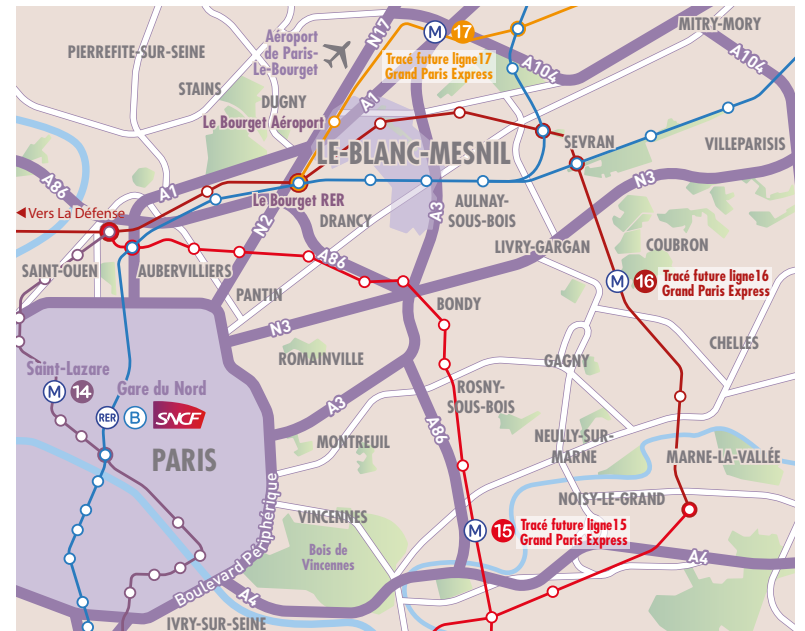 MITRY-MORY
N17
M 17
Aéroport
de Paris-
Le-Bourget
PIERREFITE-SUR-SEINE
Tracé future ligne17
Grand Paris Express
A104
A104
STAINS
DUGNY
A1
Le Bourget Aéroport
SEVRAN
VILLEPARISIS
LE-BLANC-MESNIL
A86
A1
N3
Le Bourget RER
AULNAY-
SOUS-BOIS
A3
Vers La Défense
N2
DRANCY
LIVRY-GARGAN
COUBRON
SAINT-OUEN
AUBERVILLIERS
A86
M 16
Tracé future ligne16
Grand Paris Express
PANTIN
BONDY
N3
CHELLES
ROMAINVILLE
GAGNY
Saint-Lazare
M 14
Gare du Nord
RER B SNCF
ROSNY-
SOUS-BOIS
A3
A86
NEUILLY-SUR-
MARNE
MONTREUIL
PARIS
MARNE-LA-VALLÉE
NOISY-LE-GRAND
VINCENNES
M 15
Tracé future ligne15
Grand Paris Express
Boulevard Périphérique
Bois de
Vincennes
A4
A4
IVRY-SUR-SEINE